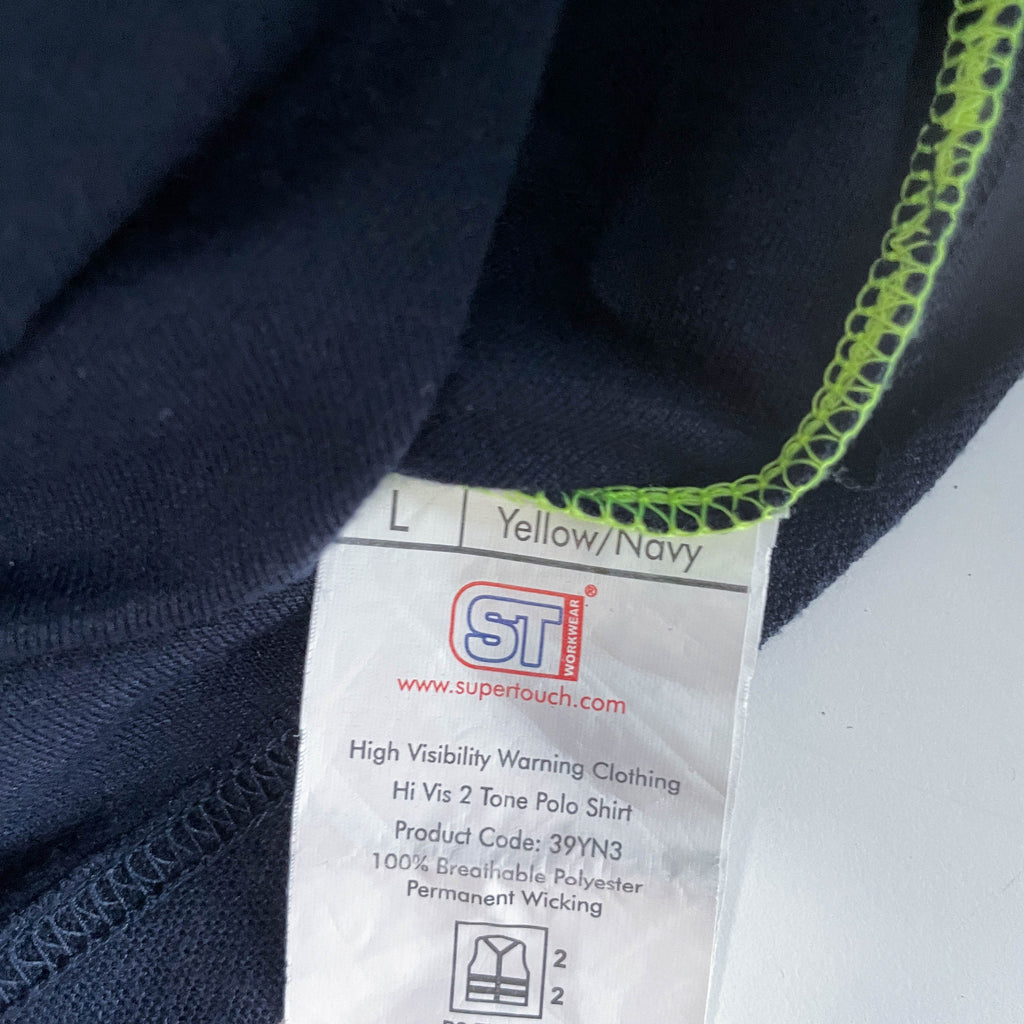 L Yellow/Navy
ST WORKWEAR ®
www.supertouch.com
High Visibility Warning Clothing
Hi Vis 2 Tone Polo Shirt
Product Code: 39YN3
100% Breathable Polyester
Permanent Wicking
2
2